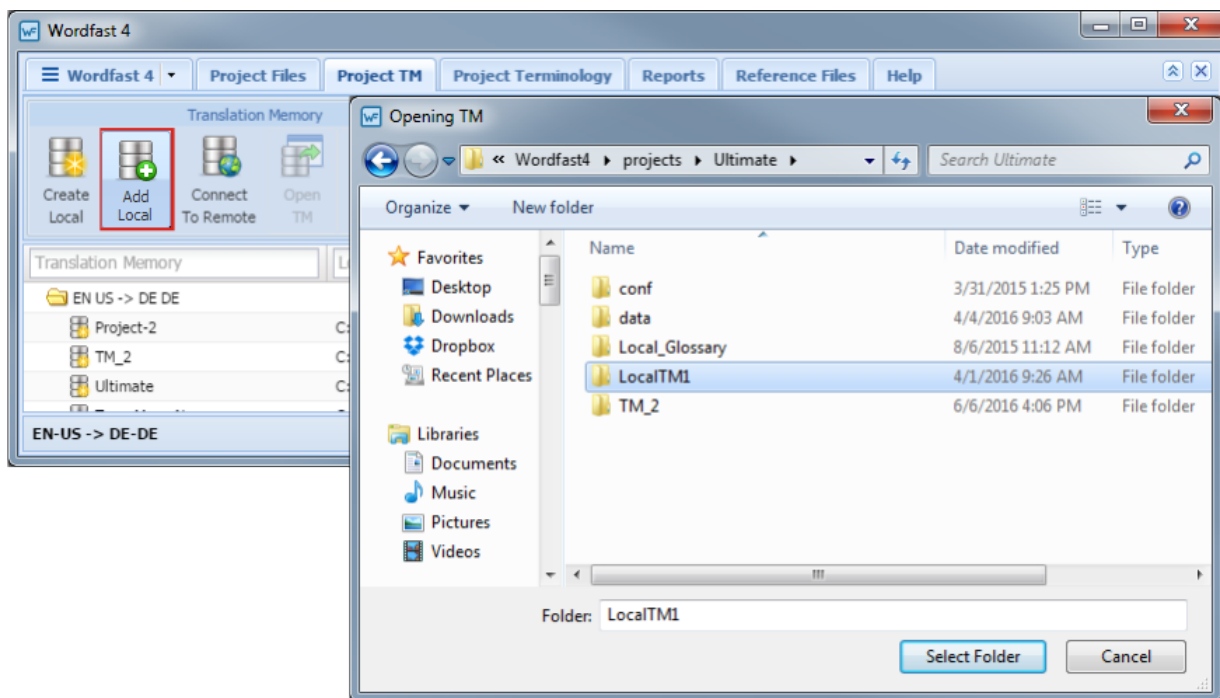 Wordfast 4
Wordfast 4
Project Files
Project TM
Project Terminology
Reports
Reference Files
Help
Translation Memory
Create Local
Add Local
Connect To Remote
Open TM
Translation Memory
EN US -> DE DE
Project-2
TM_2
Ultimate
EN-US -> DE-DE
Opening TM
« Wordfast4 projects Ultimate
Search Ultimate
Organize
New folder
Favorites
Desktop
Downloads
Dropbox
Recent Places
Libraries
Documents
Music
Pictures
Videos
Name Date modified Type
conf 3/31/2015 1:25 PM File folder
data 4/4/2016 9:03 AM File folder
Local_Glossary 8/6/2015 11:12 AM File folder
LocalTM1 4/1/2016 9:26 AM File folder
TM_2 6/6/2016 4:06 PM File folder
Folder: LocalTM1
Select Folder
Cancel